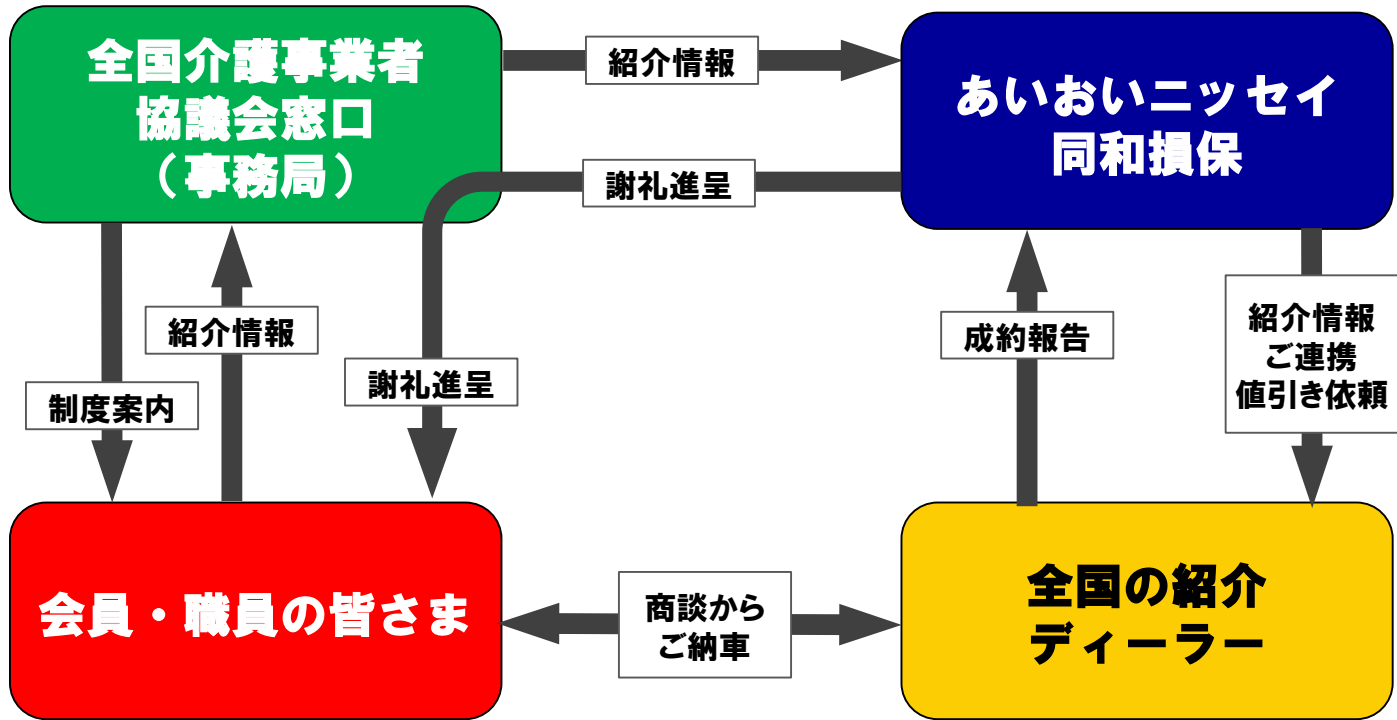 全国介護事業者
協議会窓口
（事務局）
紹介情報
あいおいニッセイ
同和損保
謝礼進呈
紹介情報
制度案内
謝礼進呈
成約報告
紹介情報
ご連携
値引き依頼
会員・職員の皆さま
商談から
ご納車
全国の紹介
ディーラー